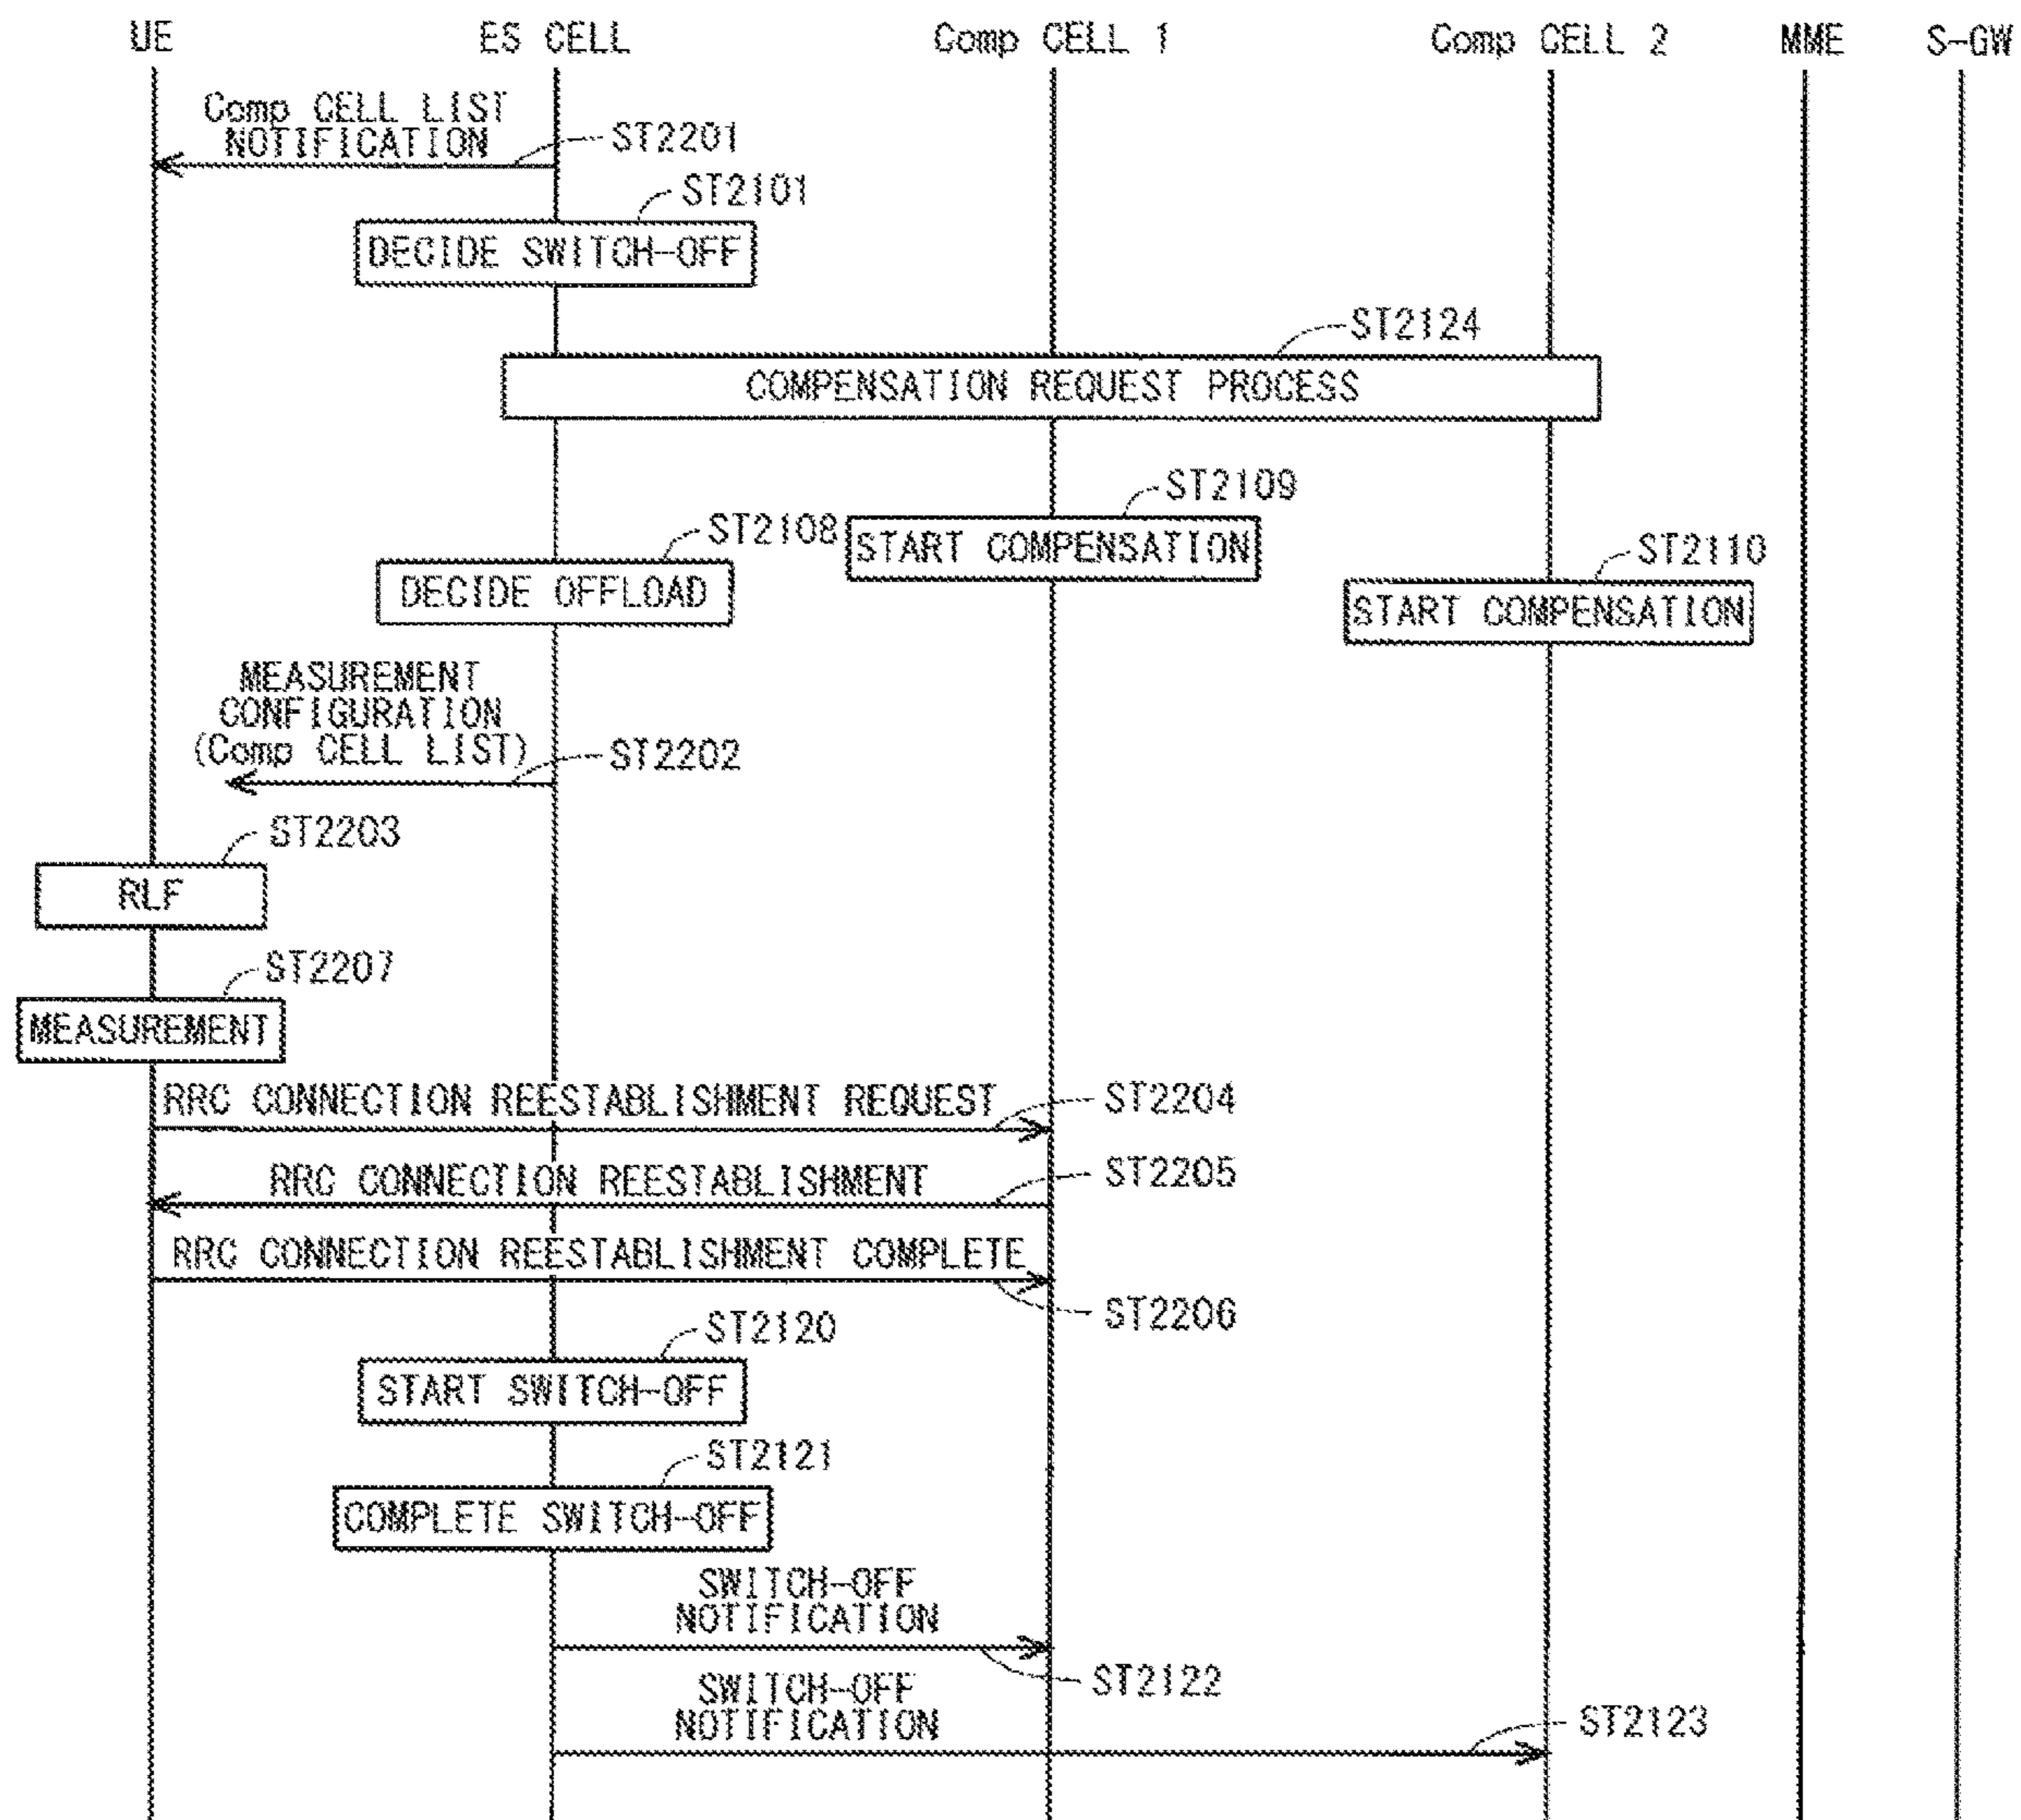 UE ES CELL Comp CELL 1 Comp CELL 2 MME S-GW
Comp CELL LIST
NOTIFICATION
ST2201
ST2101
DECIDE SWITCH-OFF
ST2124
COMPENSATION REQUEST PROCESS
ST2109
START COMPENSATION
ST2108
DECIDE OFFLOAD
ST2110
START COMPENSATION
MEASUREMENT
CONFIGURATION
(Comp CELL LIST)
ST2202
ST2203
RLF
ST2207
MEASUREMENT
RRC CONNECTION REESTABLISHMENT REQUEST
ST2204
RRC CONNECTION REESTABLISHMENT
ST2205
RRC CONNECTION REESTABLISHMENT COMPLETE
ST2206
ST2120
START SWITCH-OFF
ST2121
COMPLETE SWITCH-OFF
SWITCH-OFF
NOTIFICATION
ST2122
SWITCH-OFF
NOTIFICATION
ST2123